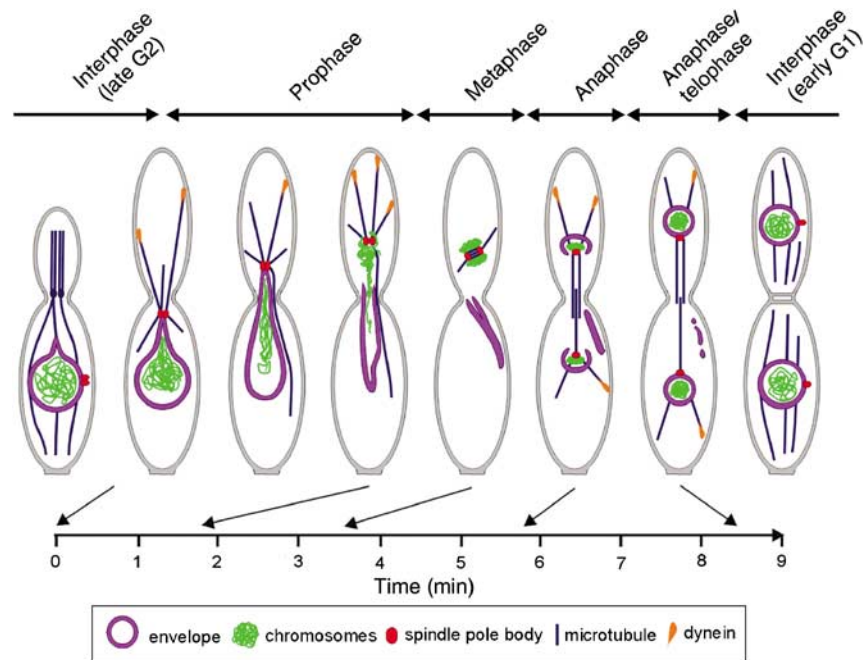 Interphase
(late G2)
Prophase
Metaphase
Anaphase
Anaphase/
telophase
Interphase
(early G1)
0 1 2 3 4 5 6 7 8 9
Time (min)
envelope chromosomes spindle pole body microtubule dynein